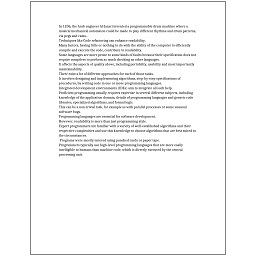 In 1206, the Arab engineer Al-Jazari invented a programmable drum machine where a
musical mechanical automaton could be made to play different rhythms and drum patterns,
via pegs and cams.
Techniques like Code refactoring can enhance readability.
Many factors, having little or nothing to do with the ability of the computer to efficiently
compile and execute the code, contribute to readability.
Some languages are more prone to some kinds of faults because their specification does not
require compilers to perform as much checking as other languages.
It affects the aspects of quality above, including portability, usability and most importantly
maintainability.
There exist a lot of different approaches for each of those tasks.
It involves designing and implementing algorithms, step-by-step specifications of
procedures, by writing code in one or more programming languages.
Integrated development environments (IDEs) aim to integrate all such help.
Proficient programming usually requires expertise in several different subjects, including
knowledge of the application domain, details of programming languages and generic code
libraries, specialized algorithms, and formal logic.
This can be a non-trivial task, for example as with parallel processes or some unusual
software bugs.
Programming languages are essential for software development.
However, readability is more than just programming style.
Expert programmers are familiar with a variety of well-established algorithms and their
respective complexities and use this knowledge to choose algorithms that are best suited to
the circumstances.
Programs were mostly entered using punched cards or paper tape.
Programmers typically use high-level programming languages that are more easily
intelligible to humans than machine code, which is directly executed by the central
processing unit.